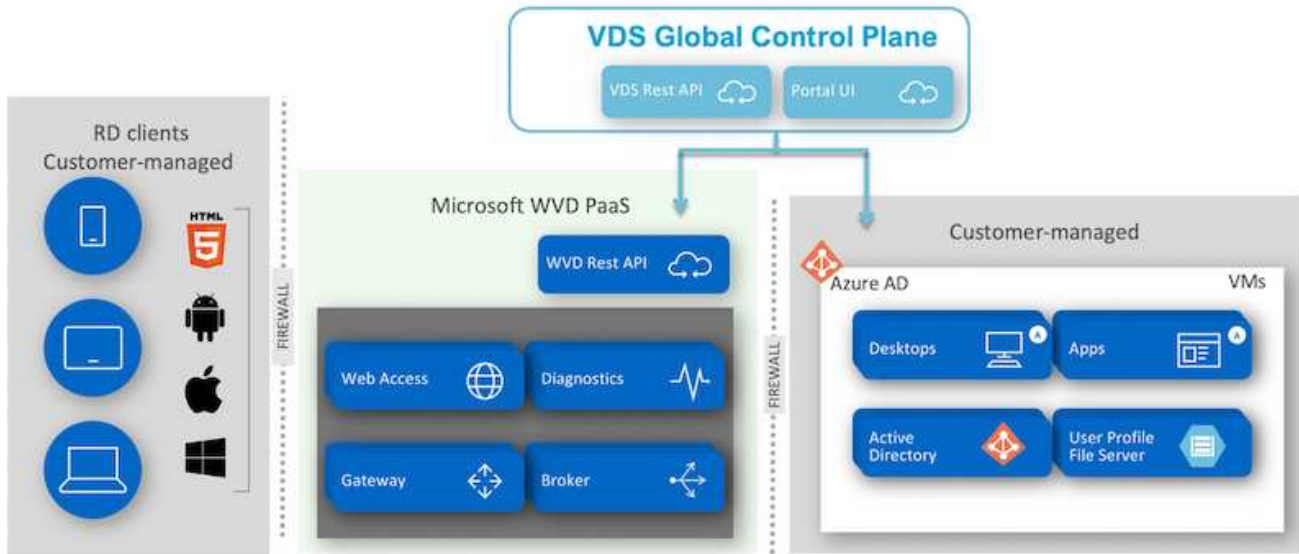 VDS Global Control Plane
VDS Rest API
Portal UI
RD clients
Customer-managed
HTML
5
FIREWALL
Microsoft WVD PaaS
WVD Rest API
Web Access
Diagnostics
Gateway
Broker
FIREWALL
Customer-managed
Azure AD
VMs
Desktops
A
Apps
A
Active
Directory
User Profile
File Server